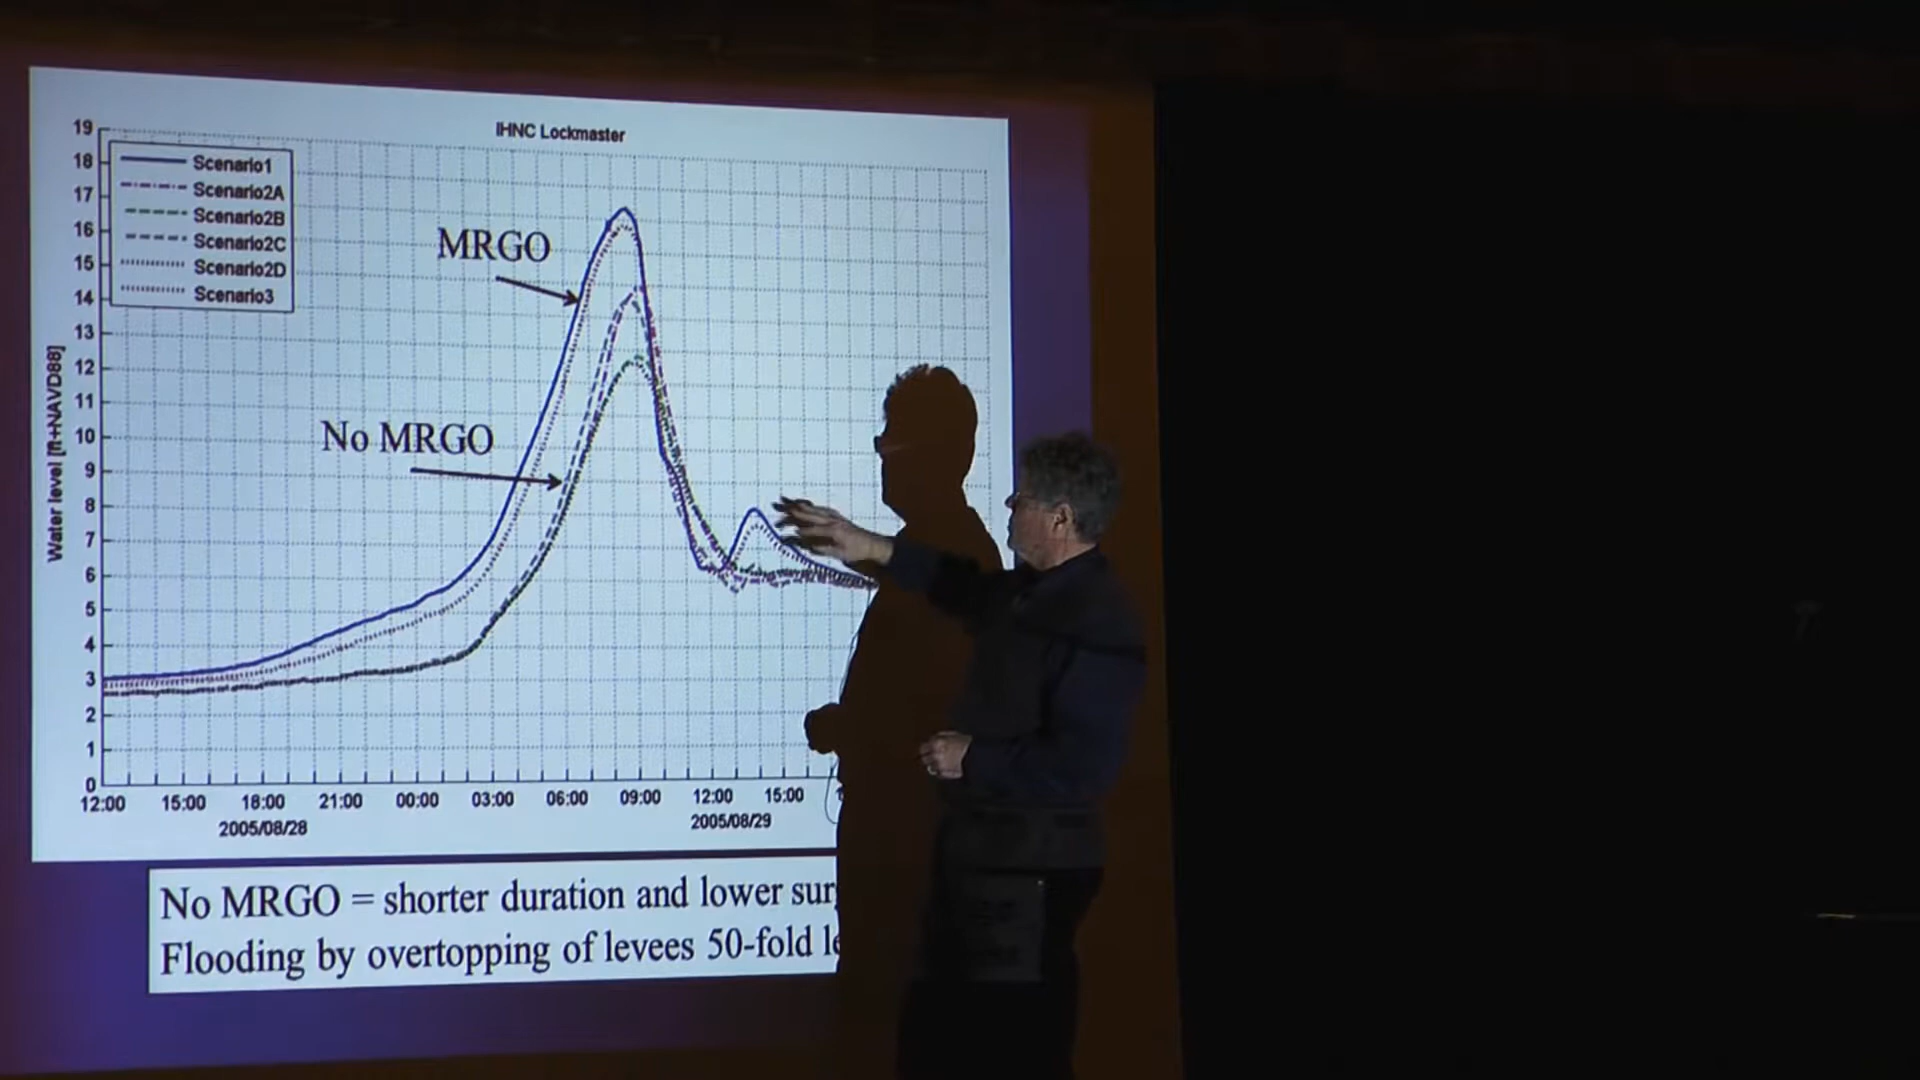 IHNC Lockmaster
19
18
17
16
15
14
13
12
11
10
9
8
7
6
5
4
3
2
1
0
Scenario1
Scenario2A
Scenario2B
Scenario2C
Scenario2D
Scenario3
MRGO
No MRGO
Water level [ft+NAVD88]
12:00 15:00 18:00 21:00 00:00 03:00 06:00 09:00 12:00 15:00
2005/08/28 2005/08/29
No MRGO = shorter duration and lower
Flooding by overtopping of levees 50-fold